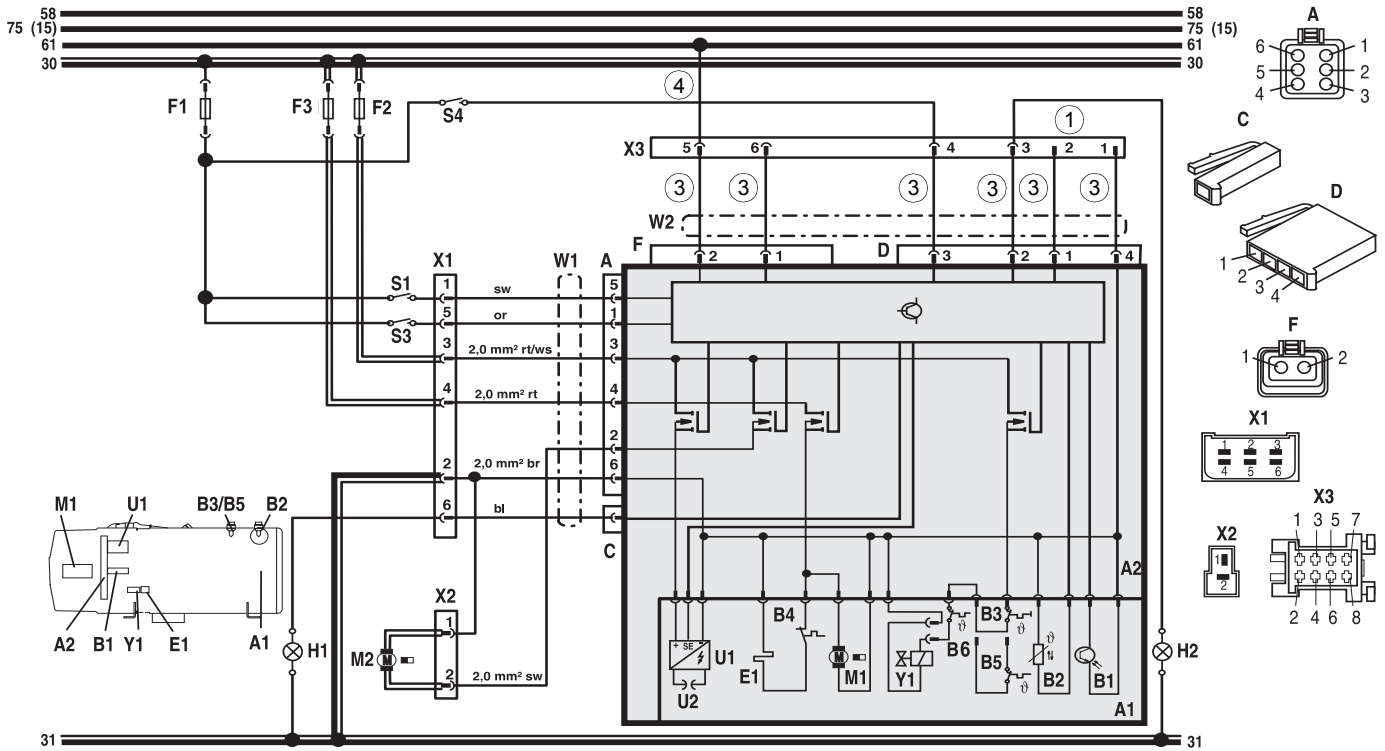 58 58
75 (15) 75 (15)
61 61
30 30
A
6 1
5 2
4 3
F1 F3 F2 S4 4
1
X3 5 6 4 3 2 1
C
3 3 3 3 3 3
D
W2
1 2 3 4
F 2 1 D 3 2 1 4
X1 W1 A
S1 1 sw 5
5 or 1
S3
3 2,0 mm² rt/ws 3
F
1 2
4 2,0 mm² rt 4
X1
1 2 3
4 5 6
2
2 2,0 mm² br 6
6 bl
C
M1 U1 B3/B5 B2
X3
1 3 5 7
2 4 6 8
X2
1
2
A2 B1 Y1 E1 A1
A2
X2
1
M2 M
2 2,0 mm² sw
H1
B4 B3
+ SE - U1
U2
E1
M M1
Y1
B6
ϑ
ϑ
B5
ϑ
ϑ
B2
B1
H2
A1
31 31